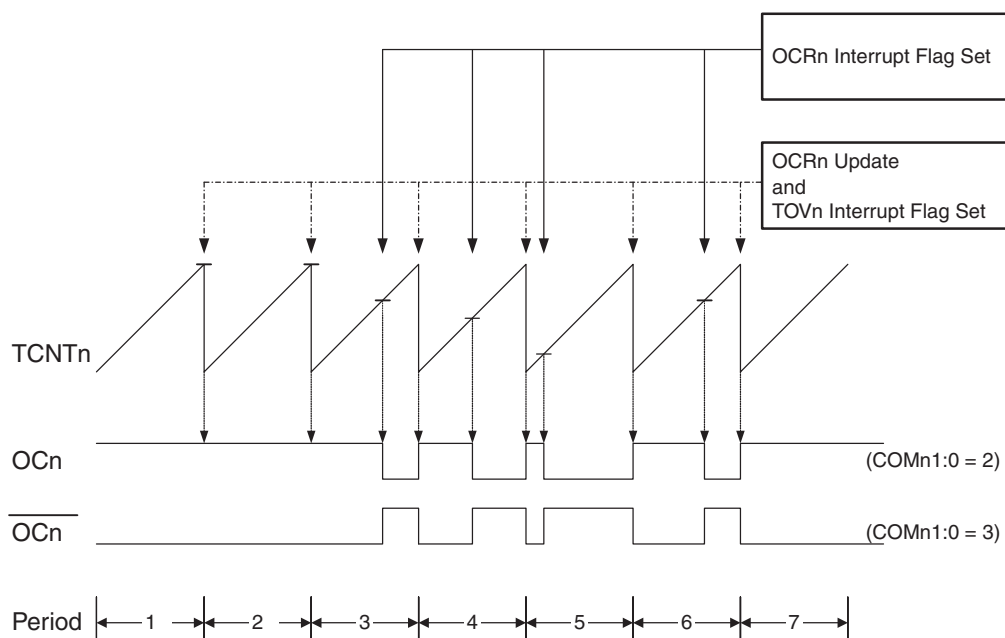 OCRn Interrupt Flag Set
OCRn Update
and
TOVn Interrupt Flag Set
TCNTn
OCn
(COMn1:0 = 2)
OCn
(COMn1:0 = 3)
Period
1
2
3
4
5
6
7